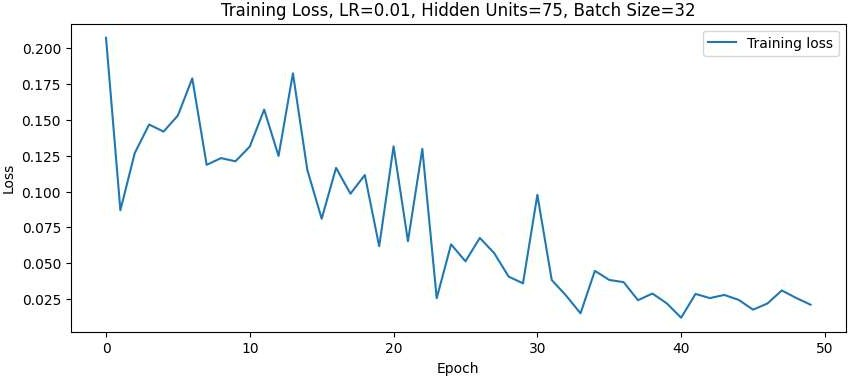 Training Loss, LR=0.01, Hidden Units=75, Batch Size=32
Training loss
0.200
0.175
0.150
0.125
0.100
0.075
0.050
0.025
Loss
0 10 20 30 40 50
Epoch